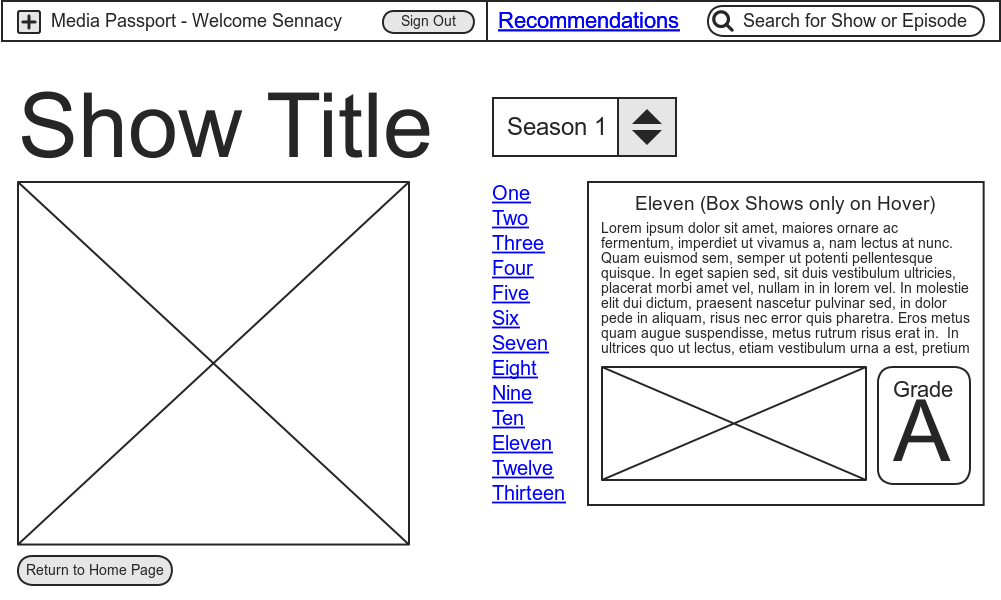 Media Passport - Welcome Sennacy
Sign Out
Recommendations
Search for Show or Episode
Show Title
Season 1
One
Two
Three
Four
Five
Six
Seven
Eight
Nine
Ten
Eleven
Twelve
Thirteen
Eleven (Box Shows only on Hover)
Lorem ipsum dolor sit amet, maiores ornare ac
fermentum, imperdiet ut vivamus a, nam lectus at nunc.
Quam euismod sem, semper ut potenti pellentesque
quisque. In eget sapien sed, sit duis vestibulum ultricies,
placerat morbi amet vel, nullam in in lorem vel. In molestie
elit dui dictum, praesent nascetur pulvinar sed, in dolor
pede in aliquam, risus nec error quis pharetra. Eros metus
quam augue suspendisse, metus rutrum risus erat in.  In
ultrices quo ut lectus, etiam vestibulum urna a est, pretium
Grade
A
Return to Home Page